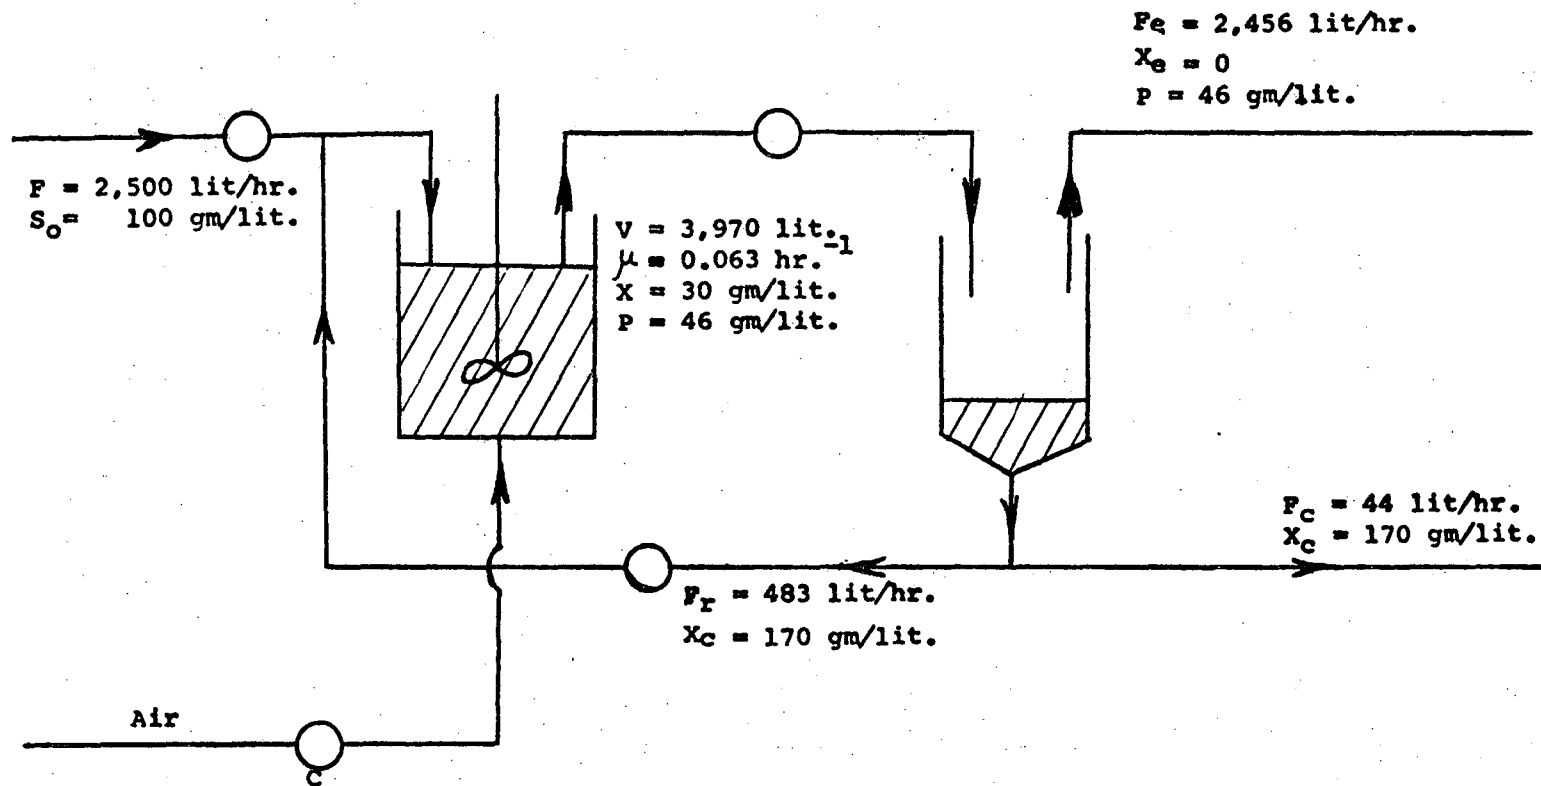 Fe = 2,456 lit/hr.
Xe = 0
P = 46 gm/lit.
F = 2,500 lit/hr.
So= 100 gm/lit.
V = 3,970 lit.
μ = 0.063 hr.-1
X = 30 gm/lit.
P = 46 gm/lit.
Fc = 44 lit/hr.
Xc = 170 gm/lit.
Fr = 483 lit/hr.
Xc = 170 gm/lit.
Air
C